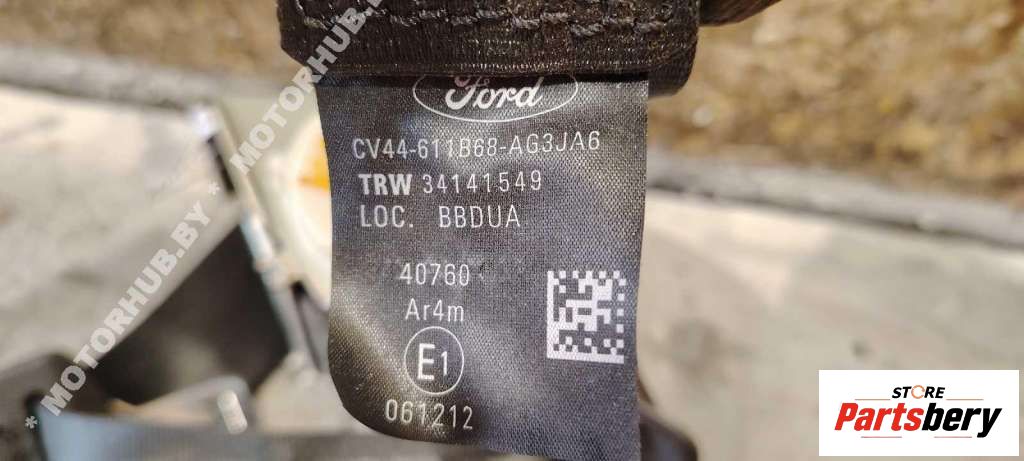 Ford
CV44-611B68-AG3JA6
TRW 34141549
LOC. BBDUA
40760
Ar4m
E1
061212
* MOTORHUB.BY * MOTORHUB.BY *
STORE
Partsbery